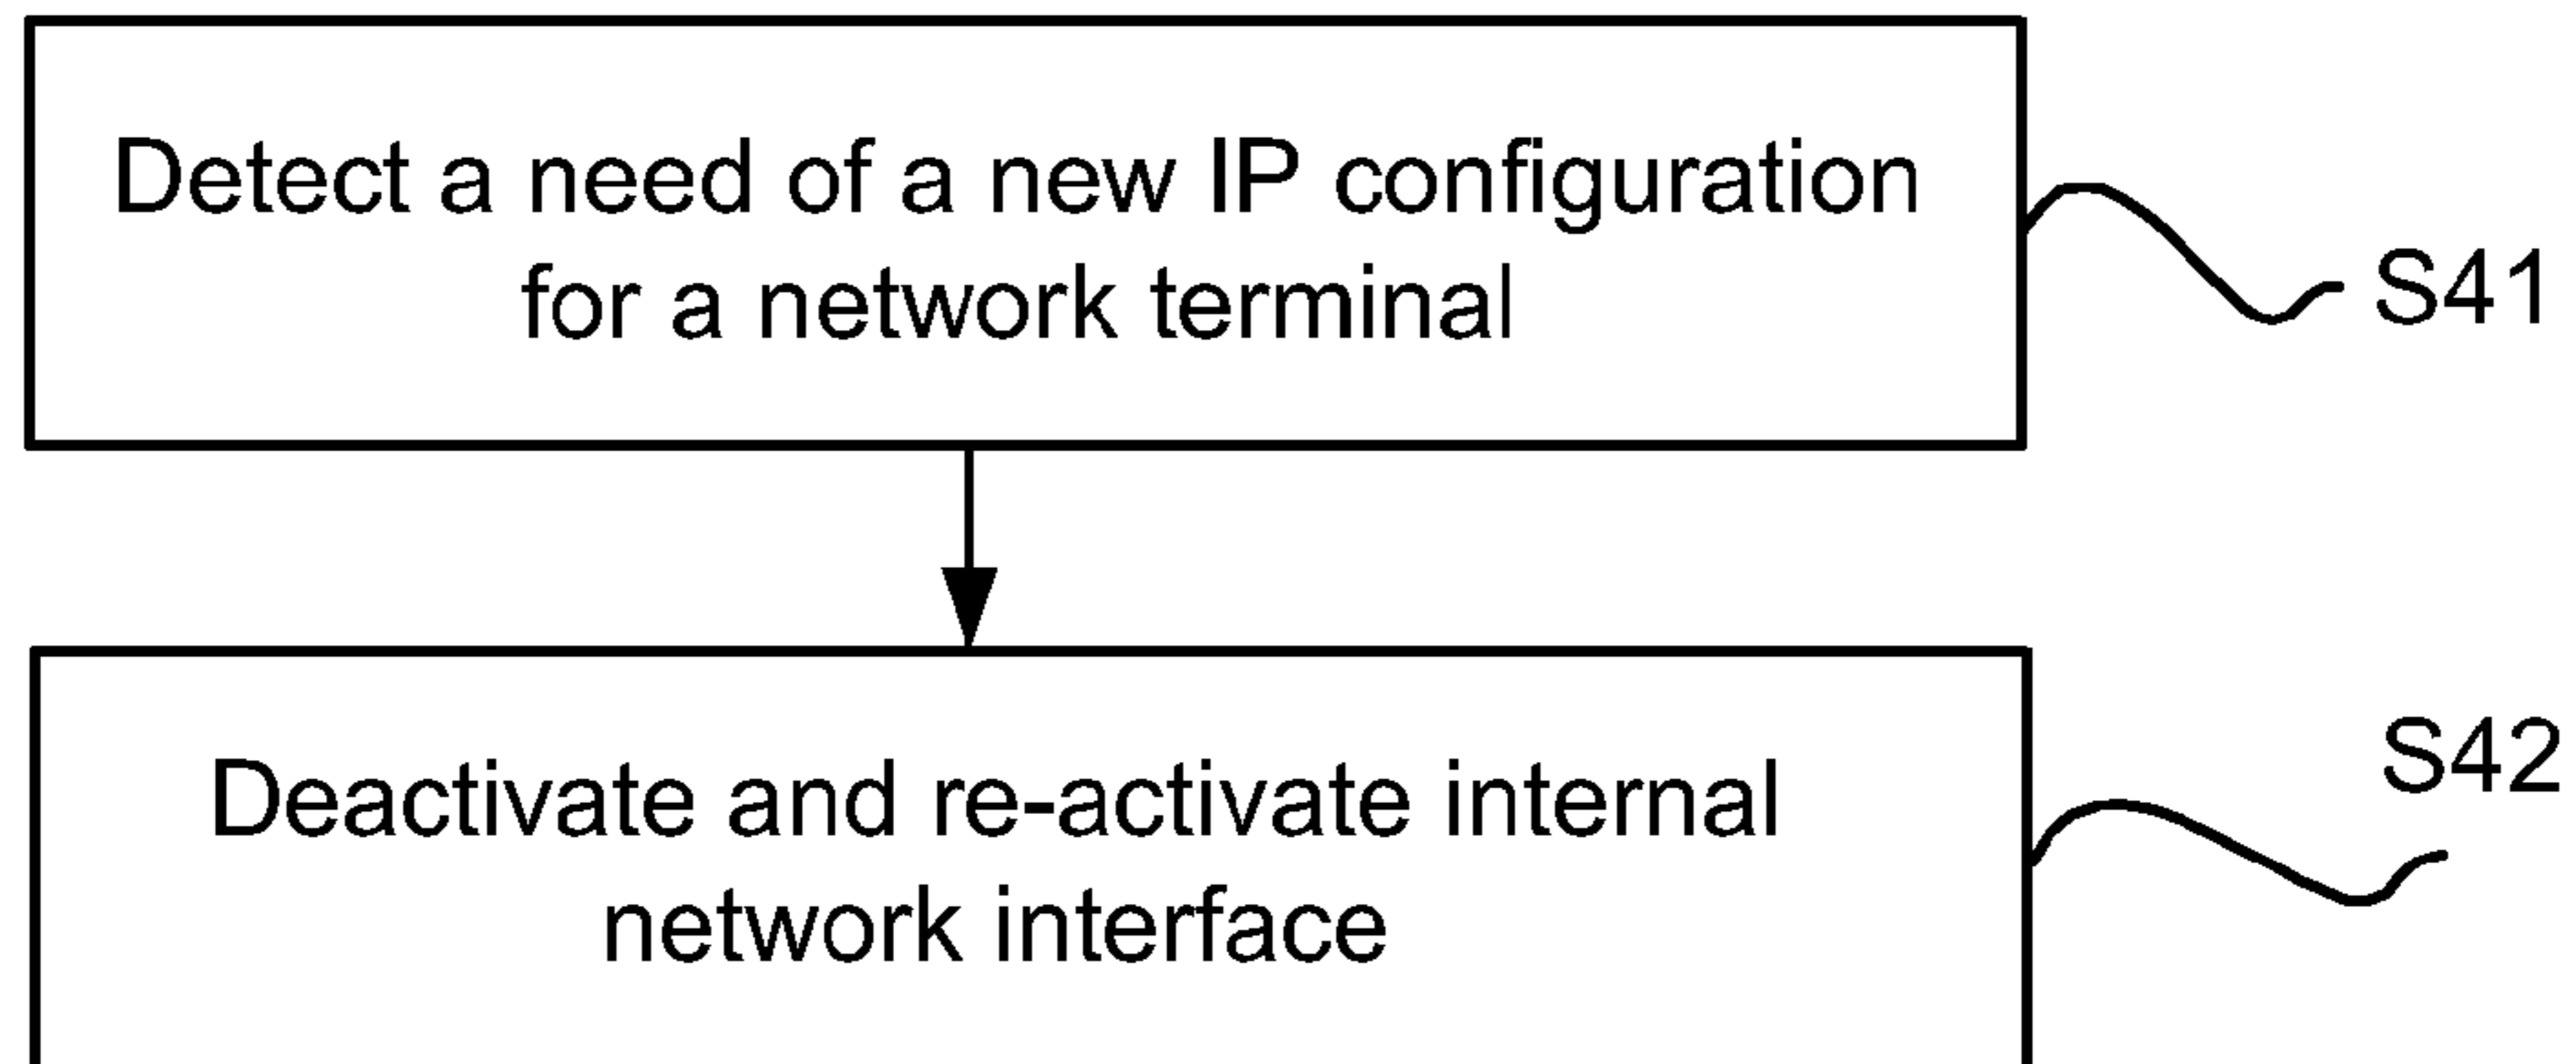 Detect a need of a new IP configuration
for a network terminal
S41
Deactivate and re-activate internal
network interface
S42